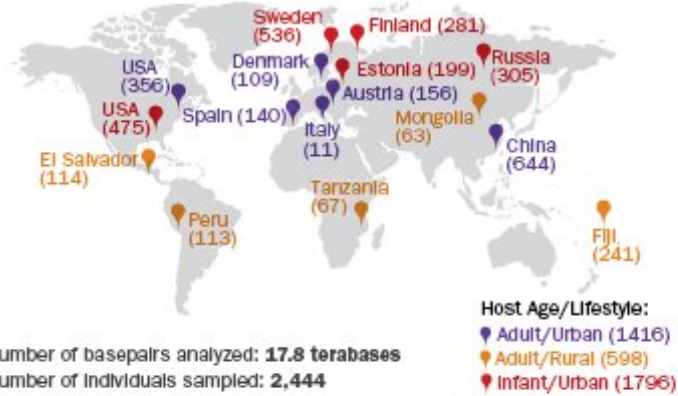 Sweden
(536)
Finland (281)
USA
(356)
Denmark
(109)
Estonia (199)
Russia
(305)
USA
(475)
Spain (140)
Austria (156)
Italy
(11)
Mongolia
(63)
China
(644)
El Salvador
(114)
Tanzania
(67)
Peru
(113)
Fiji
(241)
Host Age/Lifestyle:
Adult/Urban (1416)
Adult/Rural (598)
Infant/Urban (1796)
umber of basepairs analyzed: 17.8 terabases
umber of individuals sampled: 2,444